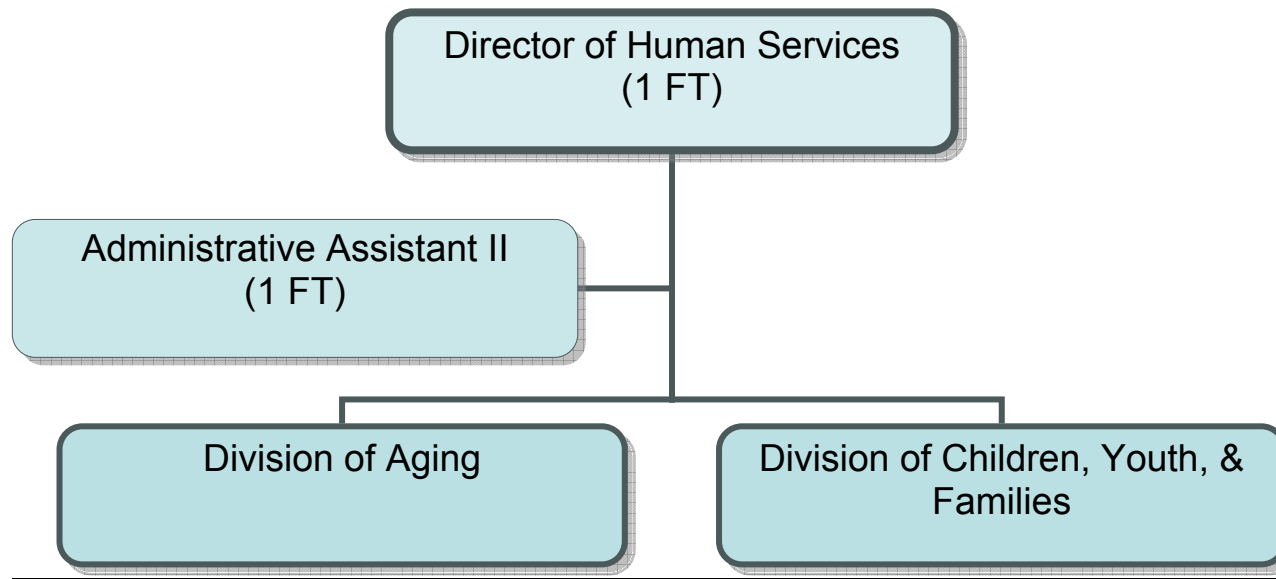 Director of Human Services
(1 FT)
Administrative Assistant II
(1 FT)
Division of Aging
Division of Children, Youth, &
Families